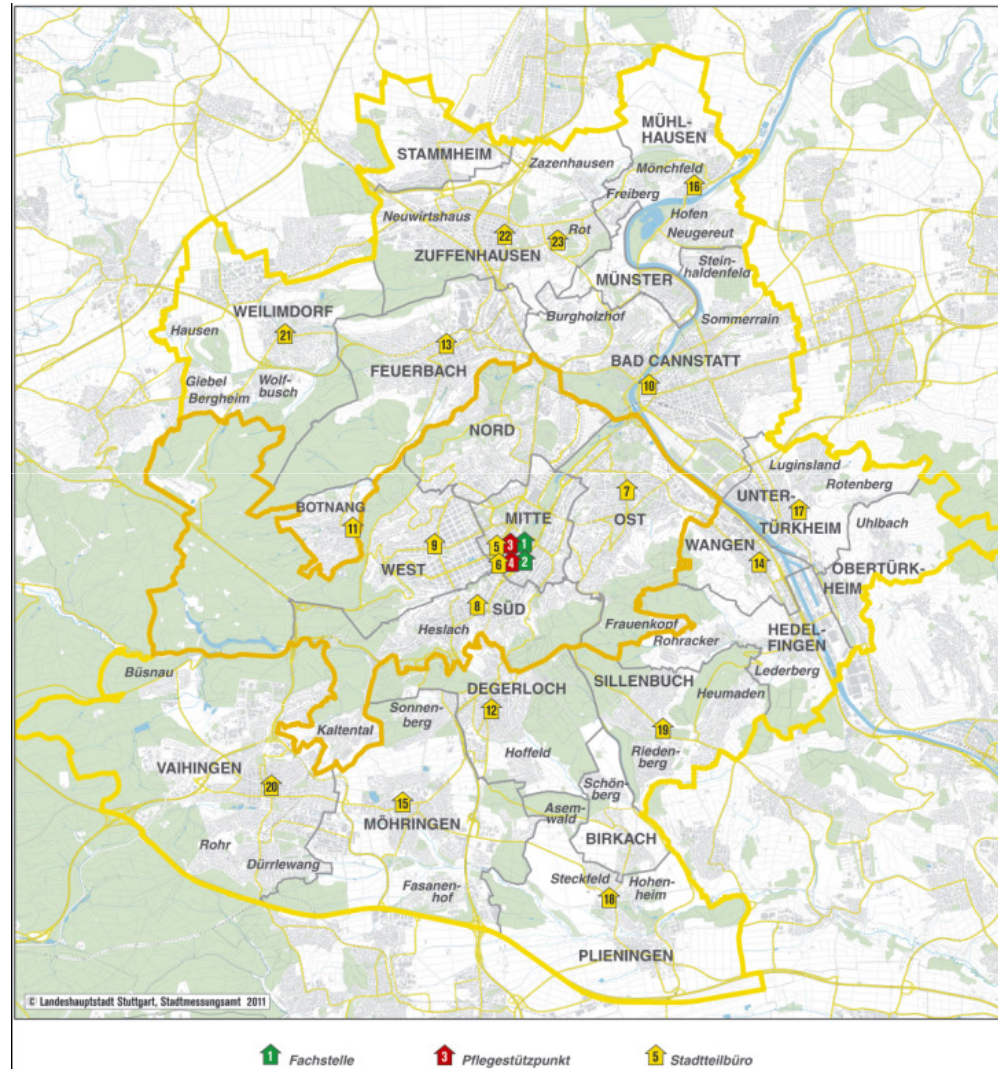 MÜHL-
HAUSEN
STAMMHEIM
Zazenhausen
Mönchfeld
16
Freiberg
Neuwirtshaus
Hofen
22
23
Rot
Neugereut
ZUFFENHAUSEN
Stein-
haldenfeld
MÜNSTER
WEILIMDORF
Burgholzhof
Sommerrain
Hausen
21
13
FEUERBACH
BAD CANNSTATT
10
Giebel
Wolf-
busch
Bergheim
NORD
Luginsland
Rotenberg
BOTNANG
11
7
UNTER-
TÜRKHEIM
17
MITTE
OST
Uhlbach
9
5
3
1
WANGEN
WEST
6
4
2
14
OBERTÜRK-
HEIM
8
SÜD
Frauenkopf
Heslach
Rohracker
HEDEL-
FINGEN
Büsnau
DEGERLOCH
SILLENBUCH
Lederberg
Heumaden
Sonnen-
berg
12
Kaltental
19
Hoffeld
Rieden-
berg
VAIHINGEN
20
Schön-
berg
15
Asem-
wald
MÖHRINGEN
BIRKACH
Rohr
Dürrlewang
Steckfeld
Hohen-
heim
Fasanen-
hof
18
PLIENINGEN
© Landeshauptstadt Stuttgart, Stadtmessungsamt 2011
1 Fachstelle 3 Pflegestützpunkt 5 Stadtteilbüro